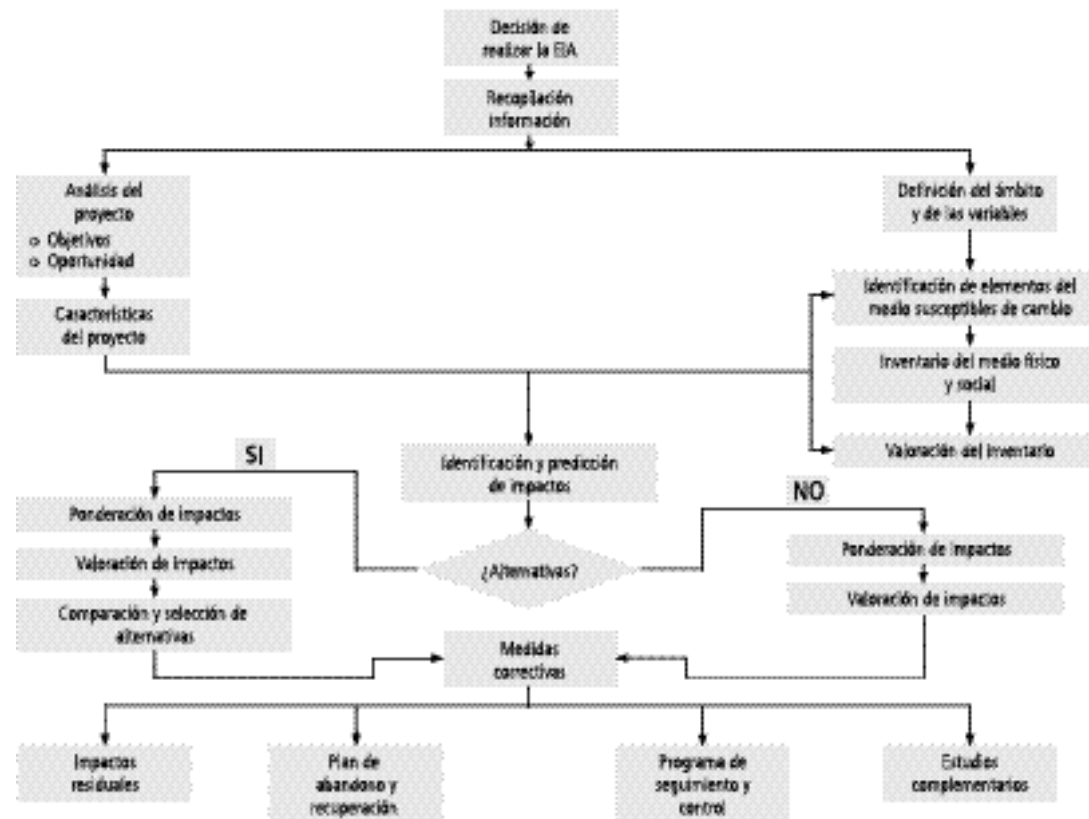 Decisión de
realizar la EIA
Recopilación
información
Análisis del
proyecto
o Objetivos
o Oportunidad
Definición del ámbito
y de las variables
Características
del proyecto
Identificación de elementos del
medio susceptibles de cambio
Inventario del medio físico
y social
Valoración del inventario
Identificación y predicción
de impactos
SI
NO
¿Alternativas?
Ponderación de impactos
Valoración de impactos
Comparación y selección de
alternativas
Ponderación de impactos
Valoración de impactos
Medidas
correctivas
Impactos
residuales
Plan de
abandono y
recuperación
Programa de
seguimiento y
control
Estudios
complementarios